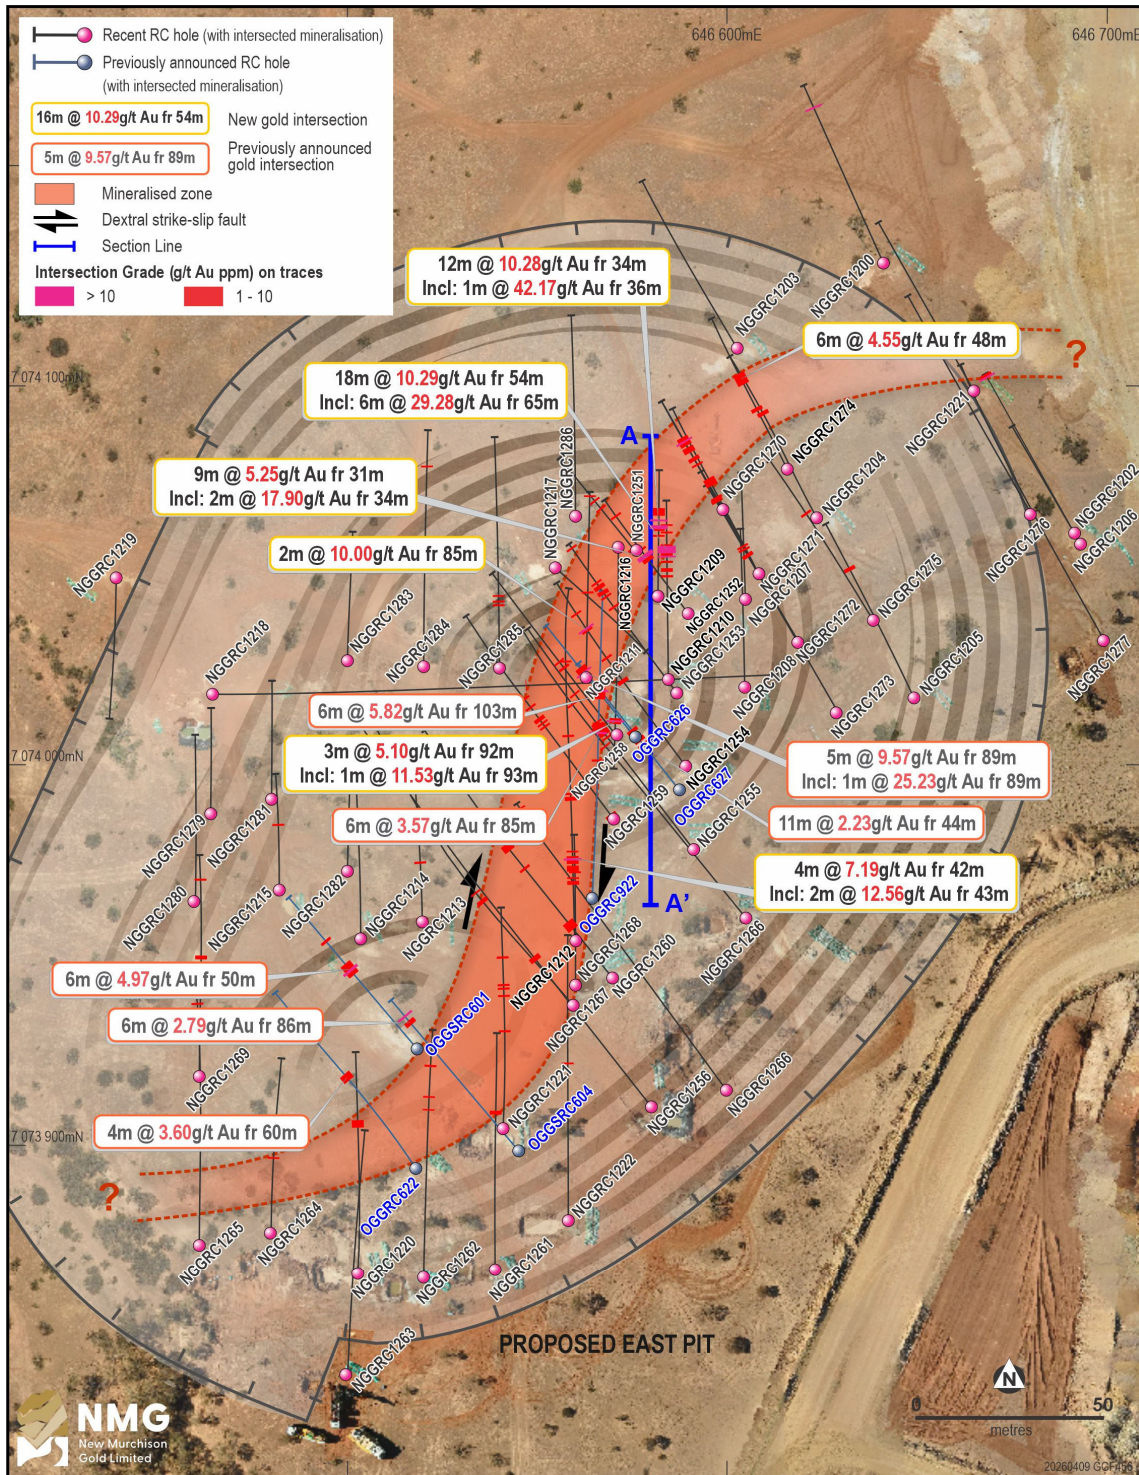 646 600mE
646 700mE
Recent RC hole (with intersected mineralisation)
Previously announced RC hole
(with intersected mineralisation)
16m @ 10.29g/t Au fr 54m
New gold intersection
5m @ 9.57g/t Au fr 89m
Previously announced
gold intersection
Mineralised zone
Dextral strike-slip fault
Section Line
Intersection Grade (g/t Au ppm) on traces
> 10
1 - 10
12m @ 10.28g/t Au fr 34m
Incl: 1m @ 42.17g/t Au fr 36m
NGGRC1203
NGGRC1200
6m @ 4.55g/t Au fr 48m
?
7 074 100mN
18m @ 10.29g/t Au fr 54m
Incl: 6m @ 29.28g/t Au fr 65m
NGGRC1221
NGGRC1286
A
NGGRC1274
NGGRC1270
9m @ 5.25g/t Au fr 31m
Incl: 2m @ 17.90g/t Au fr 34m
NGGRC1217
NGGRC1251
NGGRC1204
NGGRC1202
NGGRC1206
NGGRC1276
2m @ 10.00g/t Au fr 85m
NGGRC1219
NGGRC1216
NGGRC1209
NGGRC1252
NGGRC1271
NGGRC1207
NGGRC1275
NGGRC1283
NGGRC1284
NGGRC1285
NGGRC1218
NGGRC1210
NGGRC1253
NGGRC1272
NGGRC1211
NGGRC1208
NGGRC1205
NGGRC1277
NGGRC1273
6m @ 5.82g/t Au fr 103m
OGGRC626
3m @ 5.10g/t Au fr 92m
Incl: 1m @ 11.53g/t Au fr 93m
NGGRC1258
NGGRC1254
7 074 000mN
5m @ 9.57g/t Au fr 89m
Incl: 1m @ 25.23g/t Au fr 89m
OGGRC627
NGGRC1259
NGGRC1255
6m @ 3.57g/t Au fr 85m
11m @ 2.23g/t Au fr 44m
NGGRC1279
NGGRC1281
4m @ 7.19g/t Au fr 42m
Incl: 2m @ 12.56g/t Au fr 43m
NGGRC1280
NGGRC1215
NGGRC1282
NGGRC1214
NGGRC1213
OGGRC922
A'
NGGRC1266
NGGRC1268
NGGRC1260
NGGRC1212
6m @ 4.97g/t Au fr 50m
NGGRC1267
6m @ 2.79g/t Au fr 86m
OGGSRC601
NGGRC1269
NGGRC1256
NGGRC1266
NGGRC1221
OGGSRC604
4m @ 3.60g/t Au fr 60m
7 073 900mN
?
OGGRC622
NGGRC1222
NGGRC1265
NGGRC1264
NGGRC1220
NGGRC1262
NGGRC1261
NGGRC1263
PROPOSED EAST PIT
N
0
50
metres
NMG
New Murchison
Gold Limited